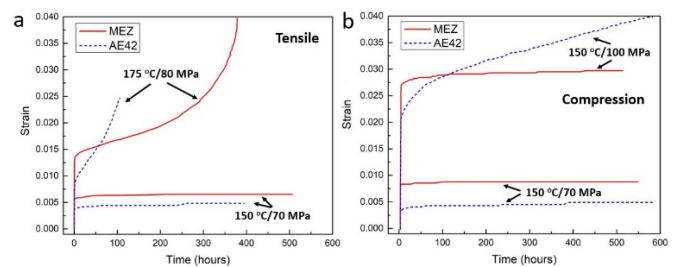 a
MEZ
AE42
Tensile
175 °C/80 MPa
150 °C/70 MPa
Strain
0.040
0.035
0.030
0.025
0.020
0.015
0.010
0.005
0.000
0 100 200 300 400 500 600
Time (hours)
b
MEZ
AE42
150 °C/100 MPa
Compression
150 °C/70 MPa
Strain
0.040
0.035
0.030
0.025
0.020
0.015
0.010
0.005
0.000
0 100 200 300 400 500 600
Time (hours)